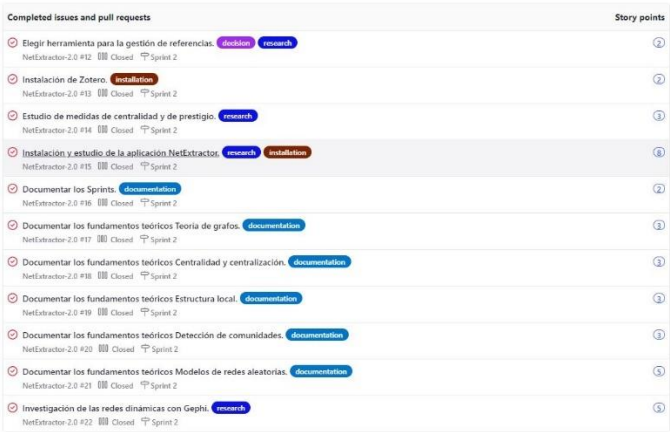 Completed issues and pull requests Story points
Elegir herramienta para la gestión de referencias. decision research 2
NetExtractor-2.0 #12 Closed Sprint 2
Instalación de Zotero. installation 2
NetExtractor-2.0 #13 Closed Sprint 2
Estudio de medidas de centralidad y de prestigio. research 3
NetExtractor-2.0 #14 Closed Sprint 2
Instalación y estudio de la aplicación NetExtractor. research installation 8
NetExtractor-2.0 #15 Closed Sprint 2
Documentar los Sprints. documentation 2
NetExtractor-2.0 #16 Closed Sprint 2
Documentar los fundamentos teóricos Teoría de grafos. documentation 3
NetExtractor-2.0 #17 Closed Sprint 2
Documentar los fundamentos teóricos Centralidad y centralización. documentation 3
NetExtractor-2.0 #18 Closed Sprint 2
Documentar los fundamentos teóricos Estructura local. documentation 3
NetExtractor-2.0 #19 Closed Sprint 2
Documentar los fundamentos teóricos Detección de comunidades. documentation 3
NetExtractor-2.0 #20 Closed Sprint 2
Documentar los fundamentos teóricos Modelos de redes aleatorias. documentation 5
NetExtractor-2.0 #21 Closed Sprint 2
Investigación de las redes dinámicas con Gephi. research 5
NetExtractor-2.0 #22 Closed Sprint 2